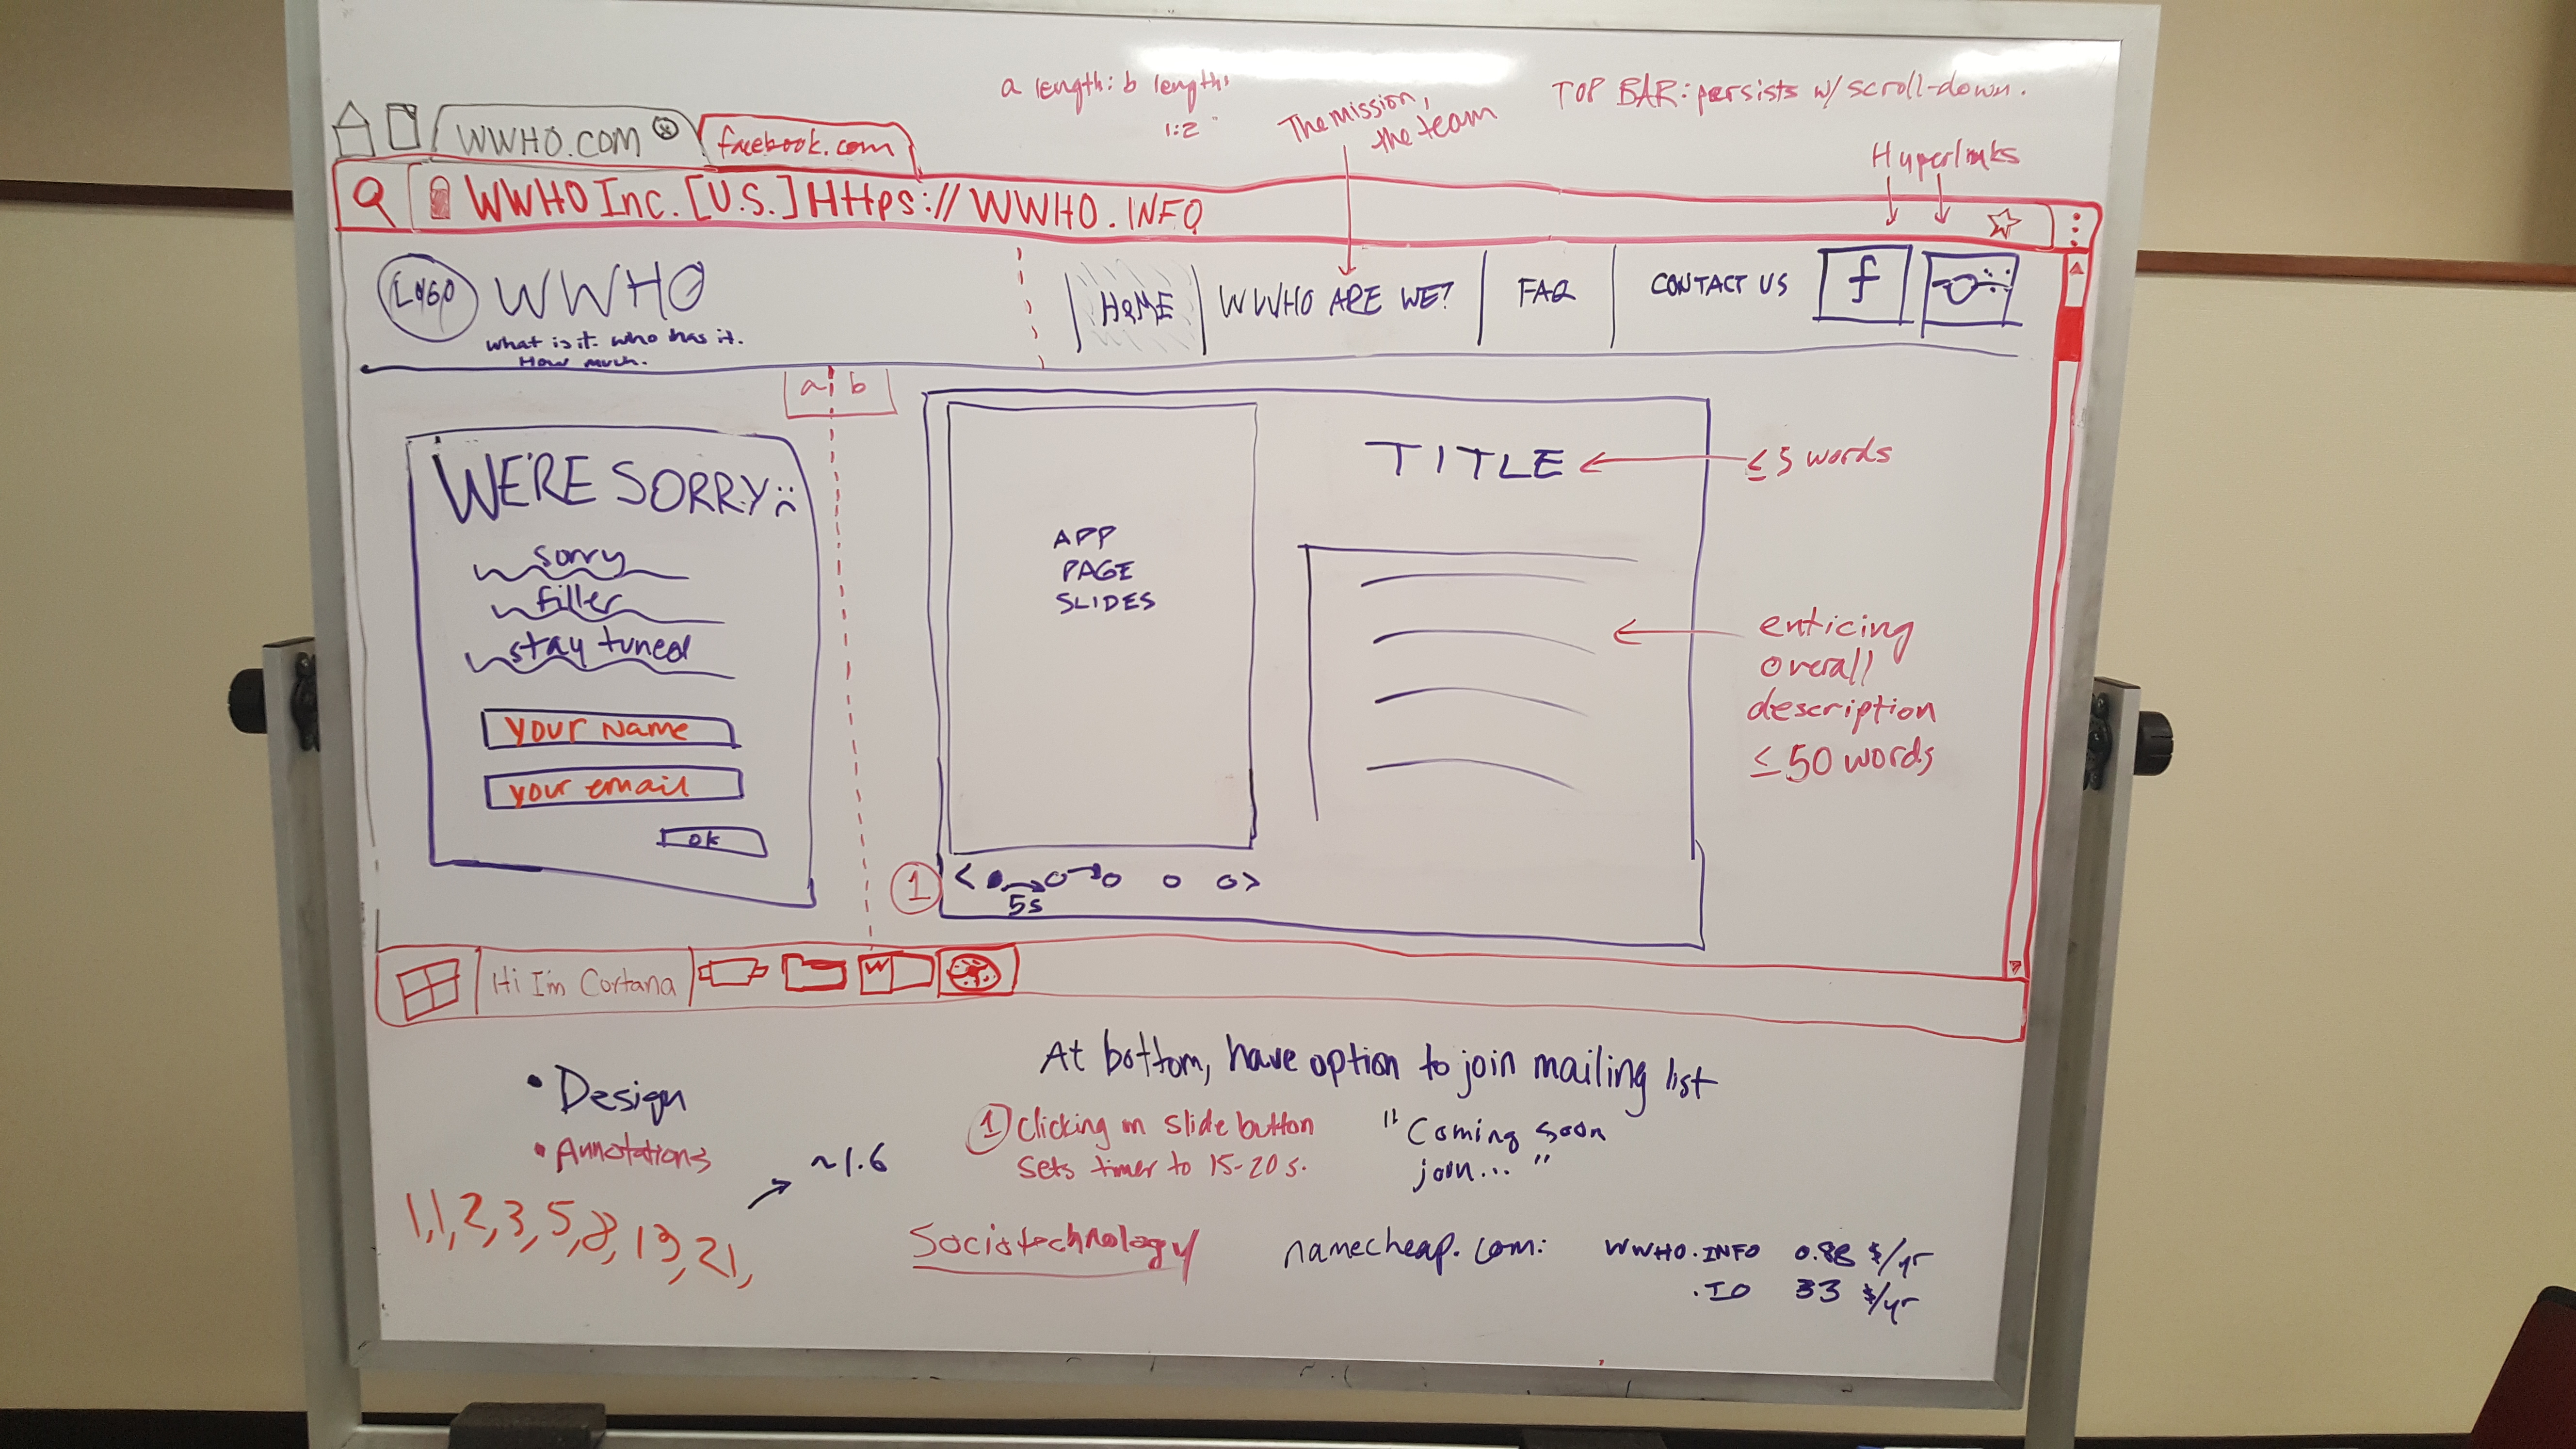 a length: b length:
1:2
The mission,
the team
TOP BAR: persists w/ scroll-down.
Hyperlinks
WWHO.COM
facebook.com
WWHO Inc. [U.S.] HttPs:// WWHO.INFO
Logo
WWHO
what is it. who has it.
How much.
HOME
WWHO ARE WE?
FAQ
CONTACT US
f
a b
WE'RE SORRY :(
sorry
filler
stay tuned
your Name
your email
ok
APP
PAGE
SLIDES
TITLE
≤ 5 words
enticing
overall
description
≤ 50 words
1
< >
5s
Hi I'm Cortana
W
• Design
• Annotations
At bottom, have option to join mailing list
1 Clicking on slide button
sets timer to 15-20 s.
"Coming soon
join... "
~1.6
1,1,2,3,5,8,13,21,
Sociotechnology
namecheap.com:
WWHO.INFO 0.88 $/yr
.IO 33 $/yr